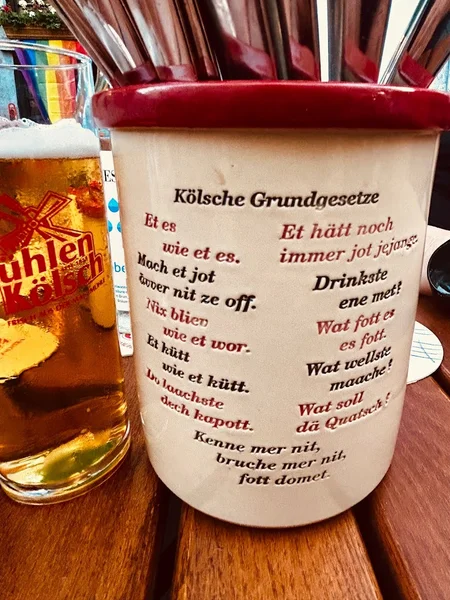 uhlen
Kölsch
Kölsche Grundgesetze
Et es
wie et es.
Mach et jot
ävver nit ze off.
Nix bliev
wie et wor.
Et kütt
wie et kütt.
Do laachste
dech kapott.
Et hätt noch
immer jot jejange.
Drinkste
ene met?
Wat fott es
es fott.
Wat wellste
maache?
Wat soll
dä Quatsch?
Kenne mer nit,
bruche mer nit,
fott domet.